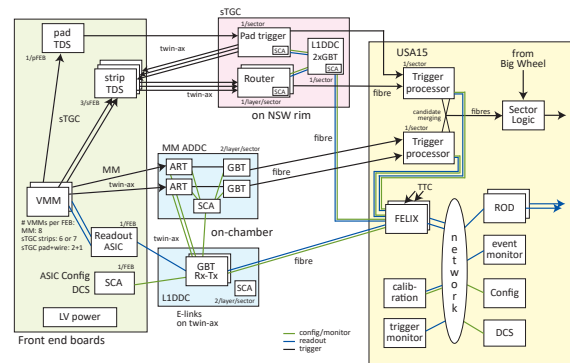 sTGC
pad
TDS
1/pFEB
twin-ax
1/sector
Pad trigger
SCA
L1DDC
2xGBT
SCA
1/sector
Router
SCA
1/layer/sector
on NSW rim
strip
TDS
3/sFEB
twin-ax
fibre
sTGC
USA15
1/sector
Trigger
processor
candidate
merging
1/sector
Trigger
processor
from
Big Wheel
fibres
Sector
Logic
MM ADDC
2/layer/sector
MM
twin-ax
ART
GBT
ART
GBT
SCA
fibre
fibre
on-chamber
VMM
# VMMs per FEB:
MM: 8
sTGC strips: 6 or 7
sTGC pad+wire: 2+1
1/FEB
Readout
ASIC
twin-ax
ASIC Config
DCS
1/FEB
SCA
LV power
Front end boards
GBT
Rx-Tx
SCA
L1DDC
2/layer/sector
E-links
on twin-ax
fibre
TTC
FELIX
network
ROD
event
monitor
calib-
ration
Config
trigger
monitor
DCS
config/monitor
readout
trigger